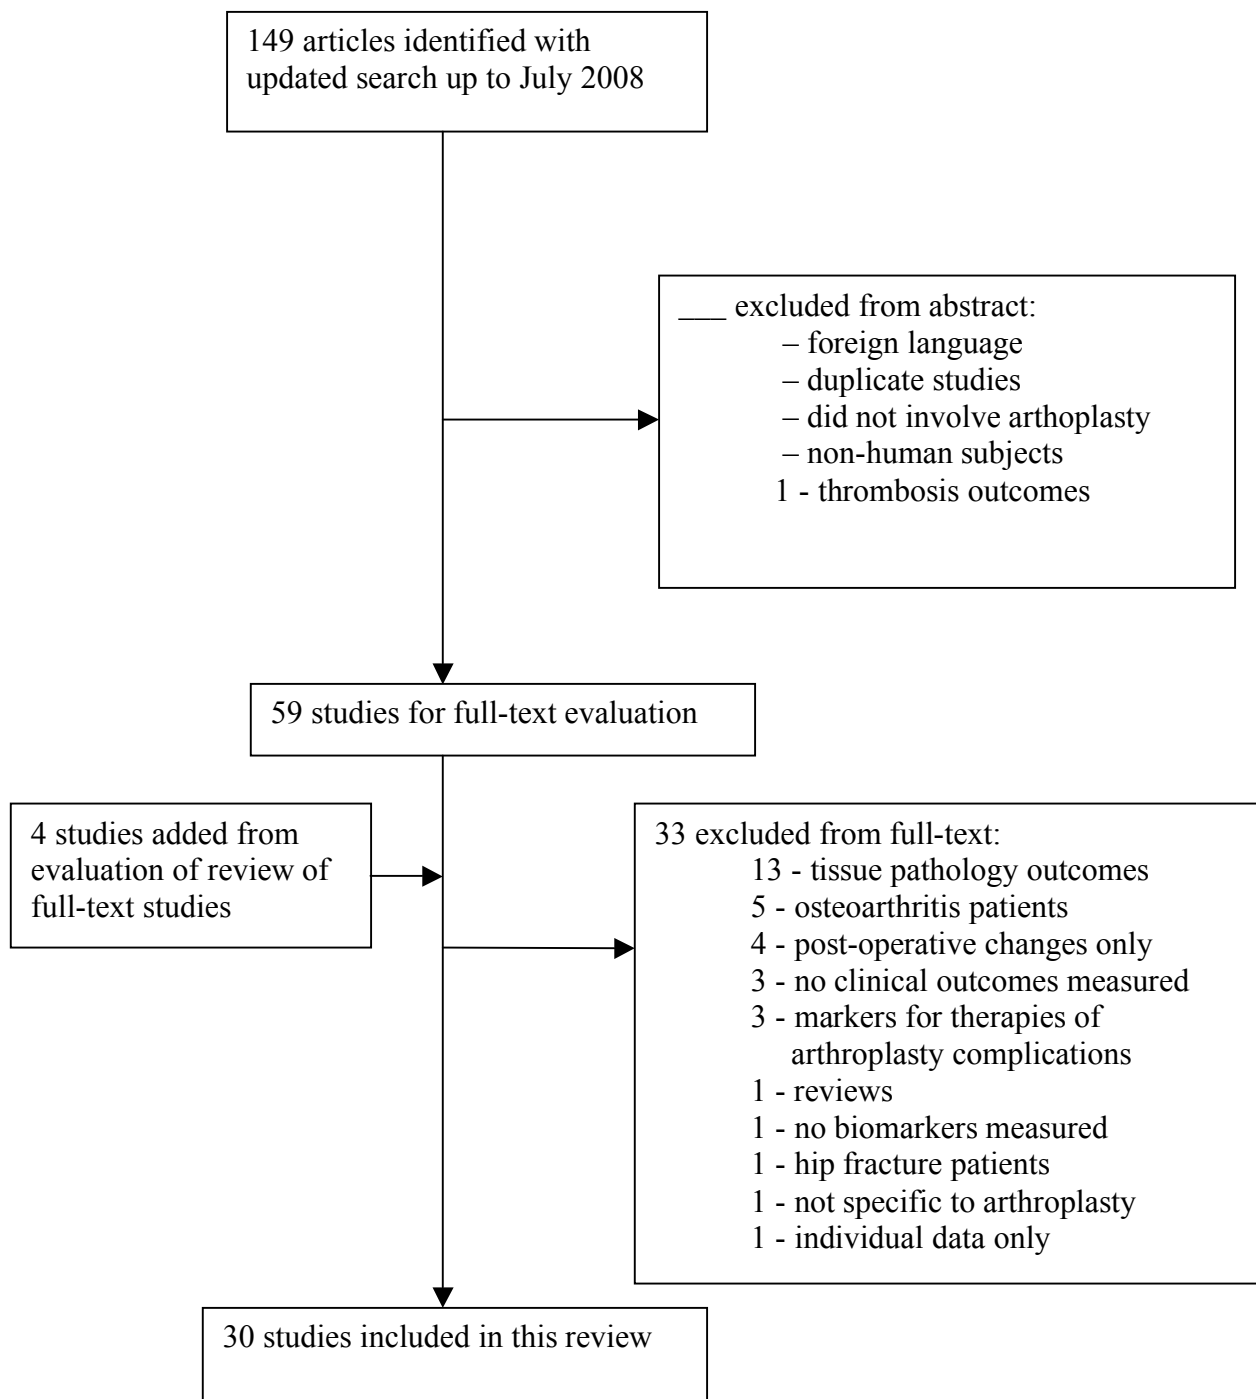 149 articles identified with
updated search up to July 2008
___ excluded from abstract:
– foreign language
– duplicate studies
– did not involve arthoplasty
– non-human subjects
1 - thrombosis outcomes
59 studies for full-text evaluation
4 studies added from
evaluation of review of
full-text studies
33 excluded from full-text:
13 - tissue pathology outcomes
5 - osteoarthritis patients
4 - post-operative changes only
3 - no clinical outcomes measured
3 - markers for therapies of
arthroplasty complications
1 - reviews
1 - no biomarkers measured
1 - hip fracture patients
1 - not specific to arthroplasty
1 - individual data only
30 studies included in this review